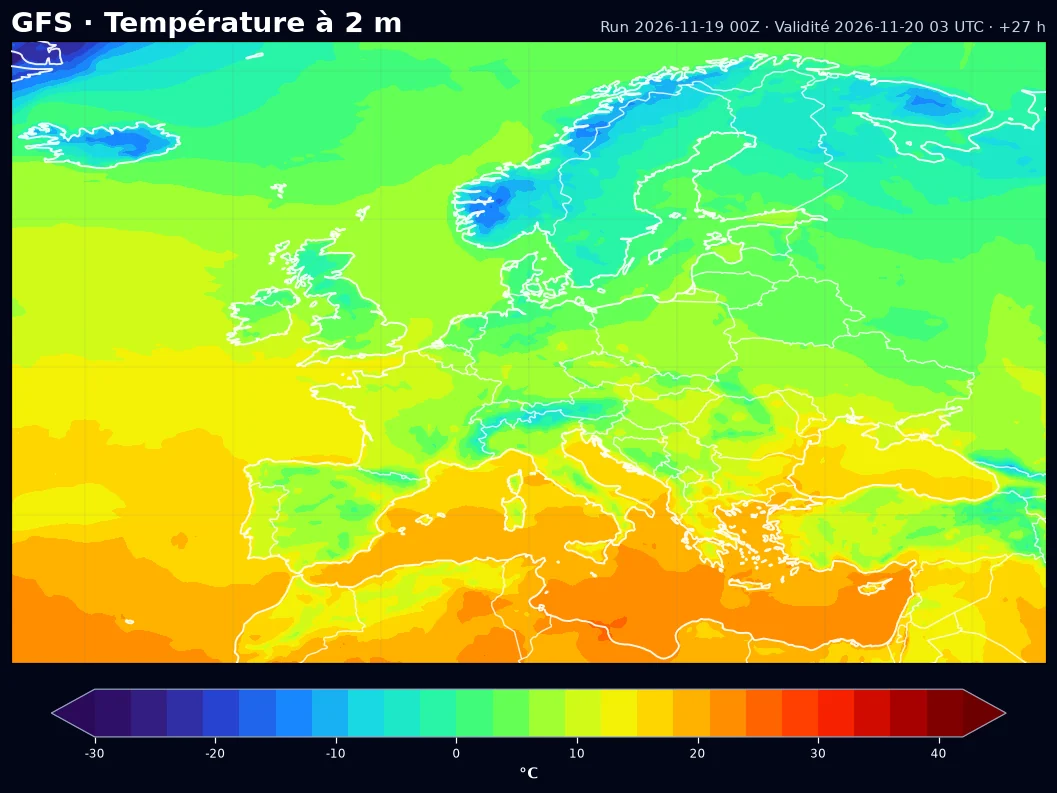 GFS · Température à 2 m
Run 2026-11-19 00Z · Validité 2026-11-20 03 UTC · +27 h
-30 -20 -10 0 10 20 30 40
°C